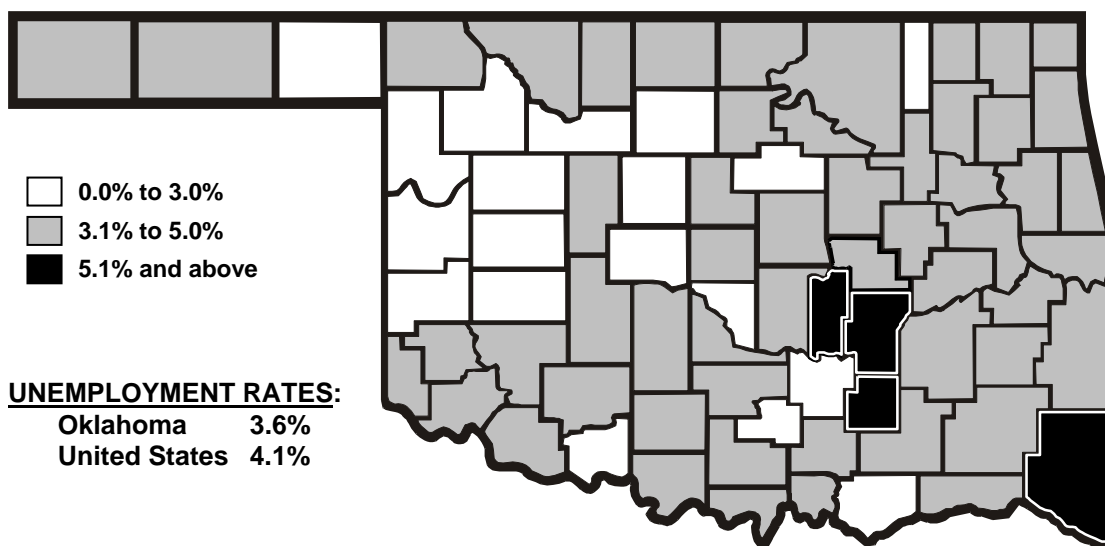 0.0% to 3.0%
3.1% to 5.0%
5.1% and above
UNEMPLOYMENT RATES:
Oklahoma 3.6%
United States 4.1%